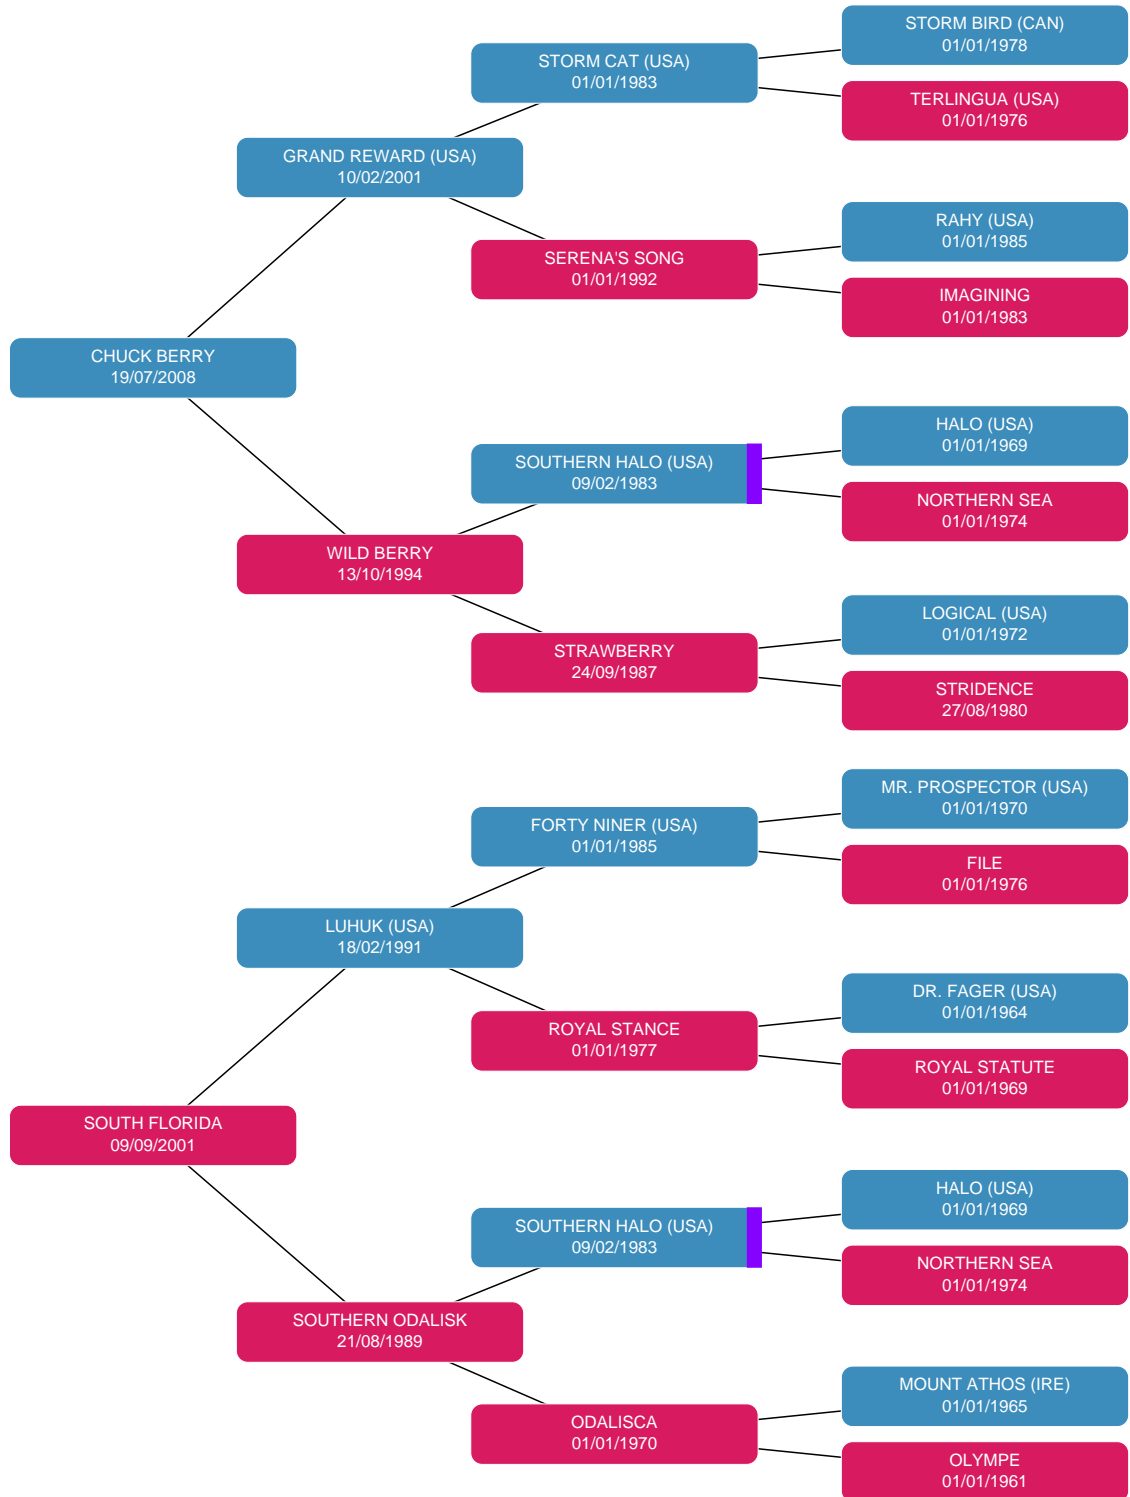 STORM BIRD (CAN)
01/01/1978
STORM CAT (USA)
01/01/1983
TERLINGUA (USA)
01/01/1976
GRAND REWARD (USA)
10/02/2001
RAHY (USA)
01/01/1985
SERENA'S SONG
01/01/1992
IMAGINING
01/01/1983
CHUCK BERRY
19/07/2008
HALO (USA)
01/01/1969
SOUTHERN HALO (USA)
09/02/1983
NORTHERN SEA
01/01/1974
WILD BERRY
13/10/1994
LOGICAL (USA)
01/01/1972
STRAWBERRY
24/09/1987
STRIDENCE
27/08/1980
MR. PROSPECTOR (USA)
01/01/1970
FORTY NINER (USA)
01/01/1985
FILE
01/01/1976
LUHUK (USA)
18/02/1991
DR. FAGER (USA)
01/01/1964
ROYAL STANCE
01/01/1977
ROYAL STATUTE
01/01/1969
SOUTH FLORIDA
09/09/2001
HALO (USA)
01/01/1969
SOUTHERN HALO (USA)
09/02/1983
NORTHERN SEA
01/01/1974
SOUTHERN ODALISK
21/08/1989
MOUNT ATHOS (IRE)
01/01/1965
ODALISCA
01/01/1970
OLYMPE
01/01/1961